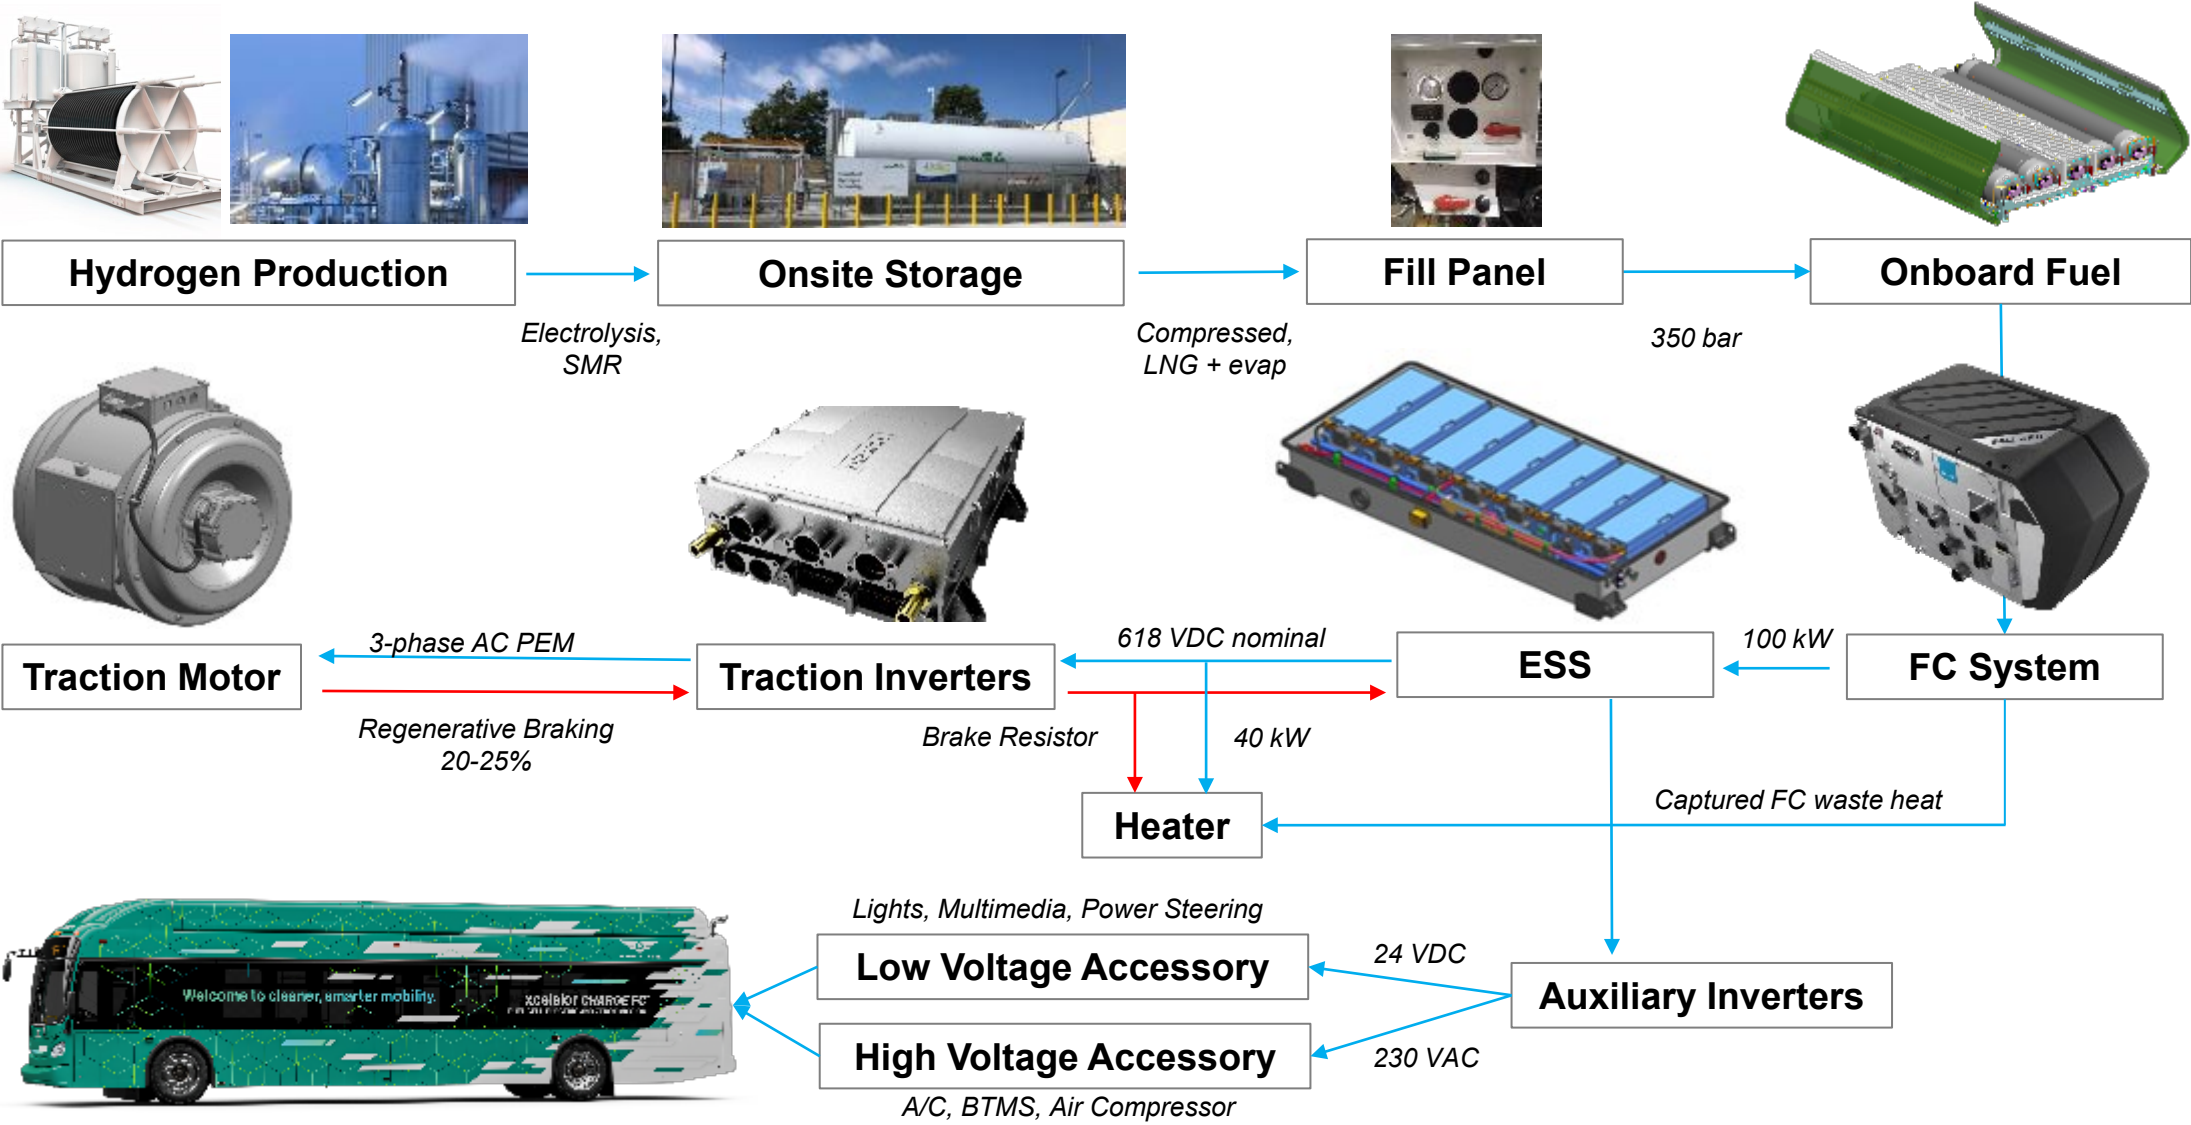 Hydrogen Production
Onsite Storage
Fill Panel
Onboard Fuel
Electrolysis,
SMR
Compressed,
LNG + evap
350 bar
3-phase AC PEM
618 VDC nominal
100 kW
Traction Motor
Traction Inverters
ESS
FC System
Regenerative Braking
20-25%
Brake Resistor
40 kW
Captured FC waste heat
Heater
Lights, Multimedia, Power Steering
Low Voltage Accessory
24 VDC
Auxiliary Inverters
High Voltage Accessory
230 VAC
A/C, BTMS, Air Compressor
Welcome to cleaner, smarter mobility.
Xcelsior CHARGE FC